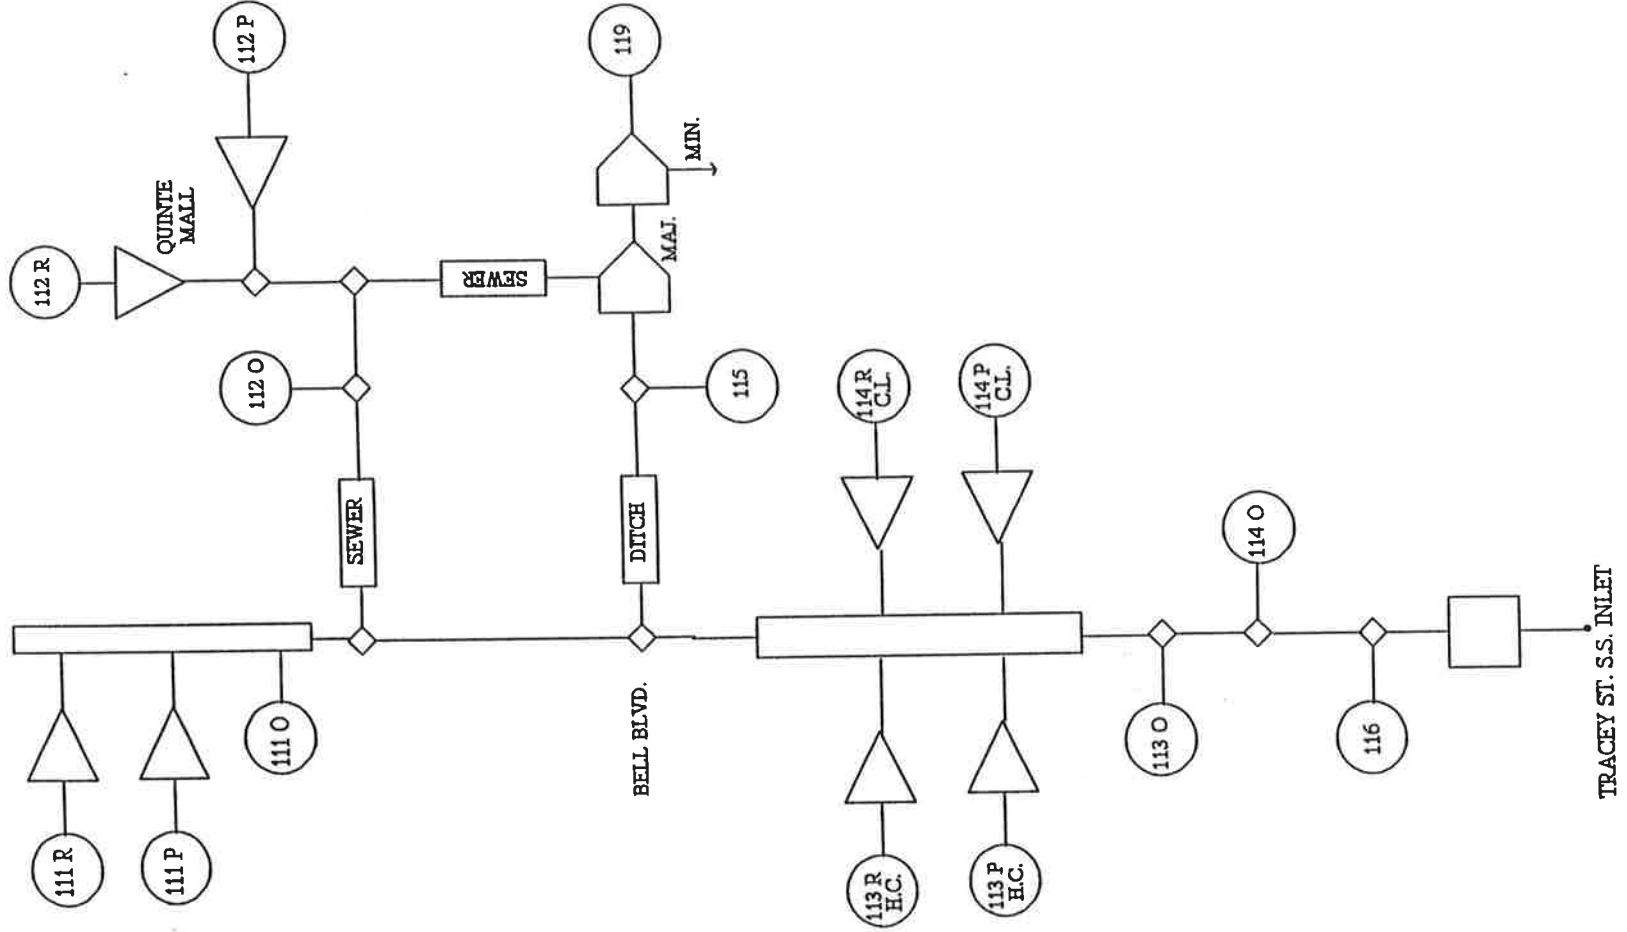 112 P
119
112 R
QUINTE
MALL
MIN.
MAJ.
SEWER
112 O
115
114 R
C.L.
114 P
C.L.
SEWER
DITCH
114 O
111 O
BELL BLVD.
113 O
116
TRACEY ST. S.S. INLET
111 R
111 P
113 R
H.C.
113 P
H.C.